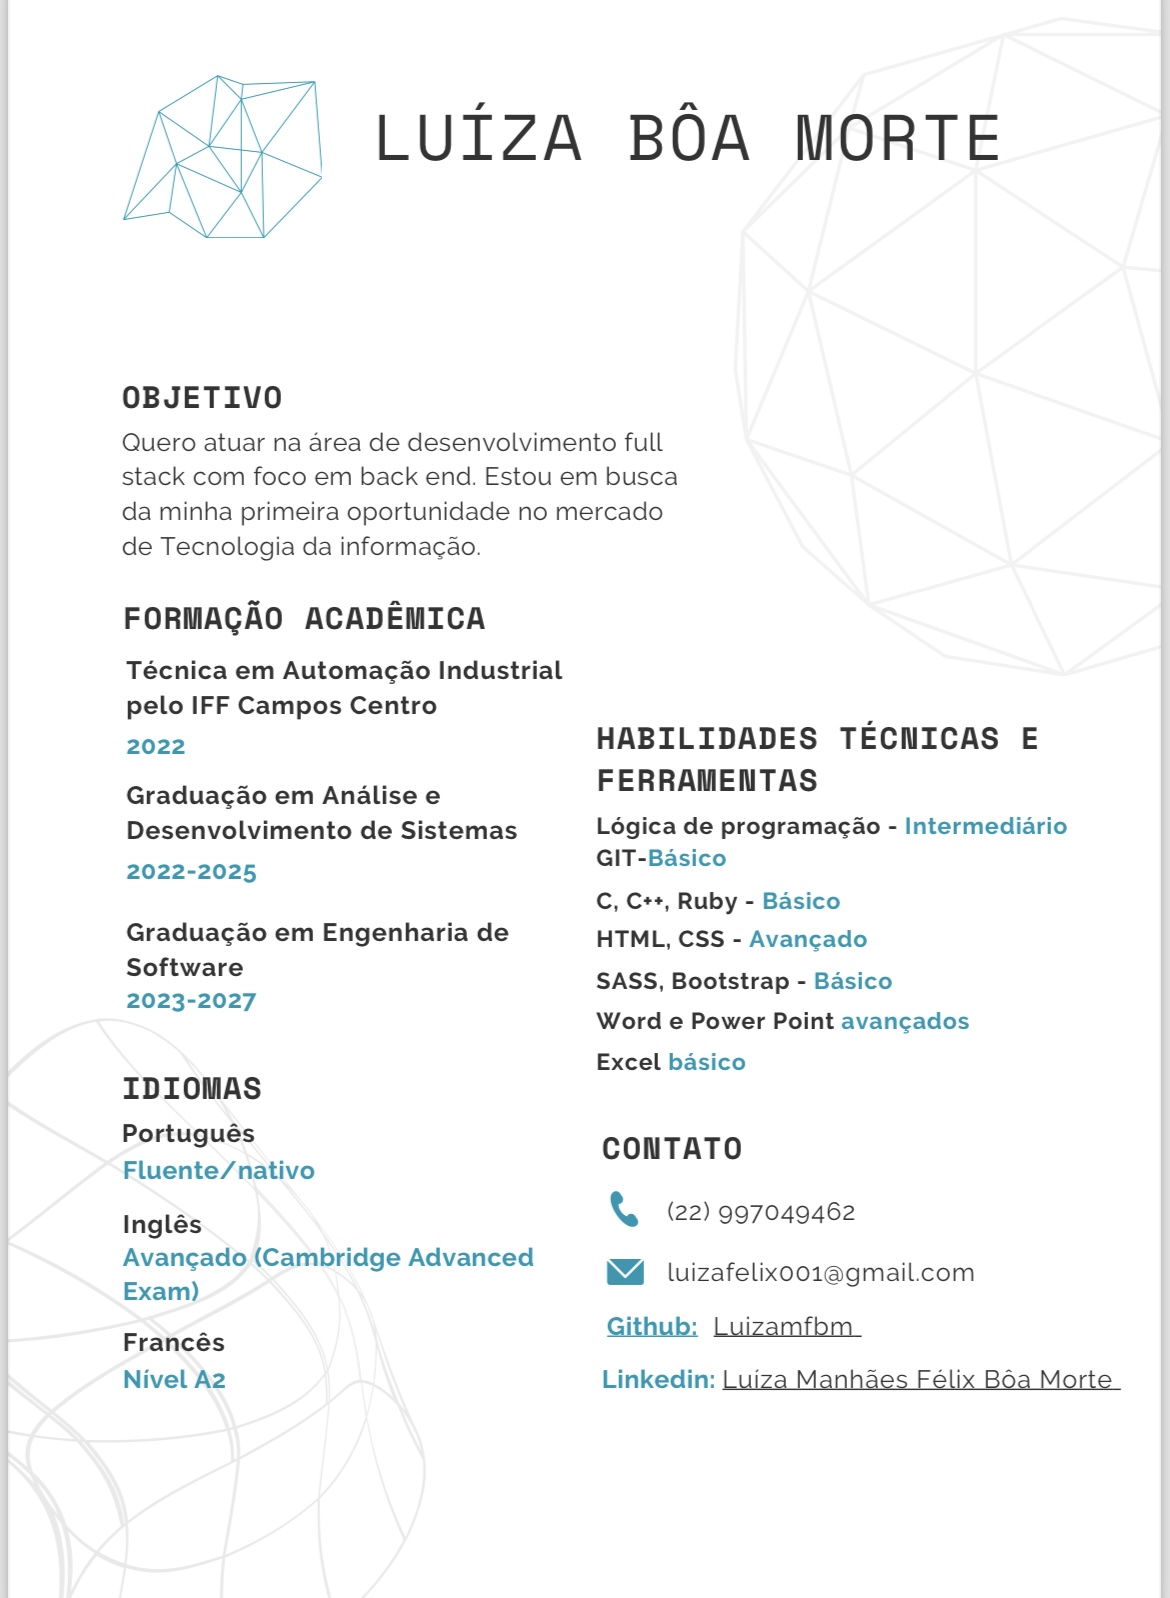 LUÍZA BÔA MORTE
OBJETIVO
Quero atuar na área de desenvolvimento full
stack com foco em back end. Estou em busca
da minha primeira oportunidade no mercado
de Tecnologia da informação.
FORMAÇÃO ACADÊMICA
Técnica em Automação Industrial
pelo IFF Campos Centro
2022
Graduação em Análise e
Desenvolvimento de Sistemas
2022-2025
Graduação em Engenharia de
Software
2023-2027
IDIOMAS
Português
Fluente/nativo
Inglês
Avançado (Cambridge Advanced
Exam)
Francês
Nível A2
HABILIDADES TÉCNICAS E
FERRAMENTAS
Lógica de programação - Intermediário
GIT-Básico
C, C++, Ruby - Básico
HTML, CSS - Avançado
SASS, Bootstrap - Básico
Word e Power Point avançados
Excel básico
CONTATO
(22) 997049462
luizafelix001@gmail.com
Github: Luizamfbm
Linkedin: Luíza Manhães Félix Bôa Morte